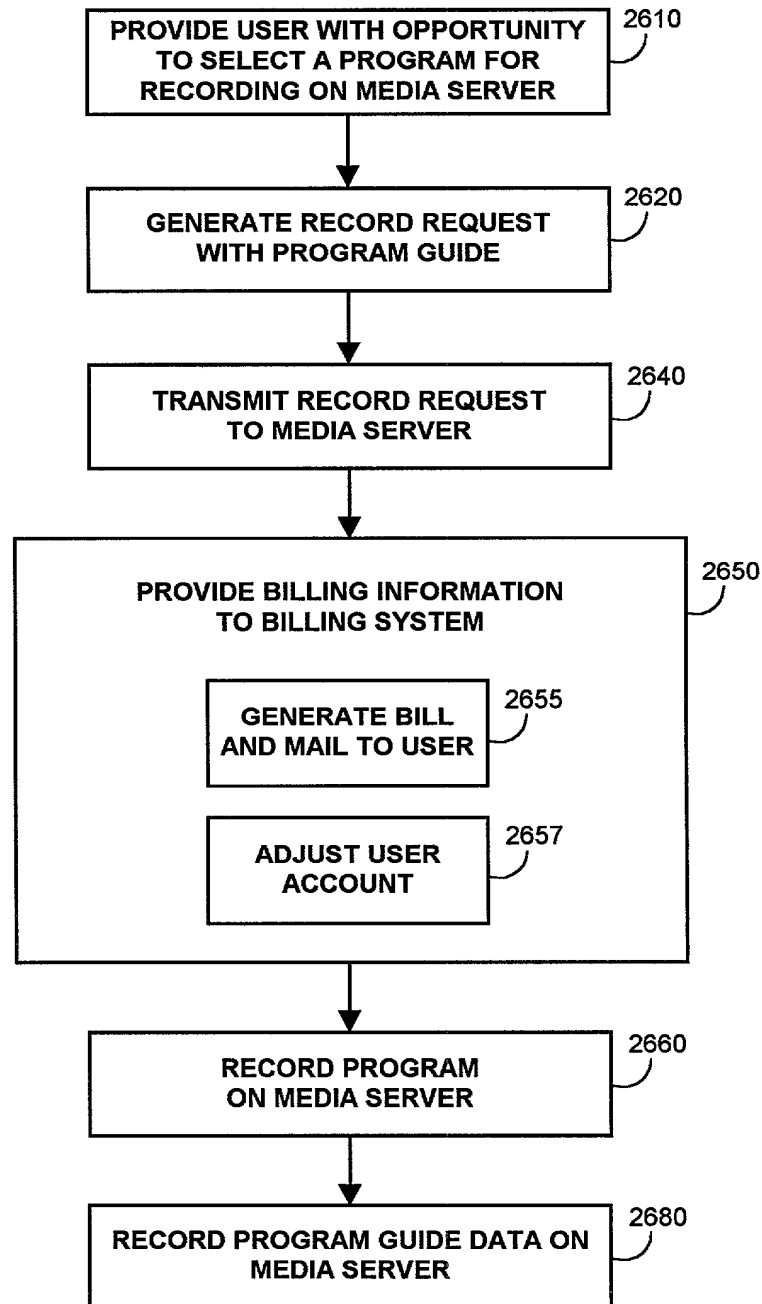 PROVIDE USER WITH OPPORTUNITY
TO SELECT A PROGRAM FOR
RECORDING ON MEDIA SERVER
2610
GENERATE RECORD REQUEST
WITH PROGRAM GUIDE
2620
TRANSMIT RECORD REQUEST
TO MEDIA SERVER
2640
PROVIDE BILLING INFORMATION
TO BILLING SYSTEM
2650
GENERATE BILL
AND MAIL TO USER
2655
ADJUST USER
ACCOUNT
2657
RECORD PROGRAM
ON MEDIA SERVER
2660
RECORD PROGRAM GUIDE DATA ON
MEDIA SERVER
2680